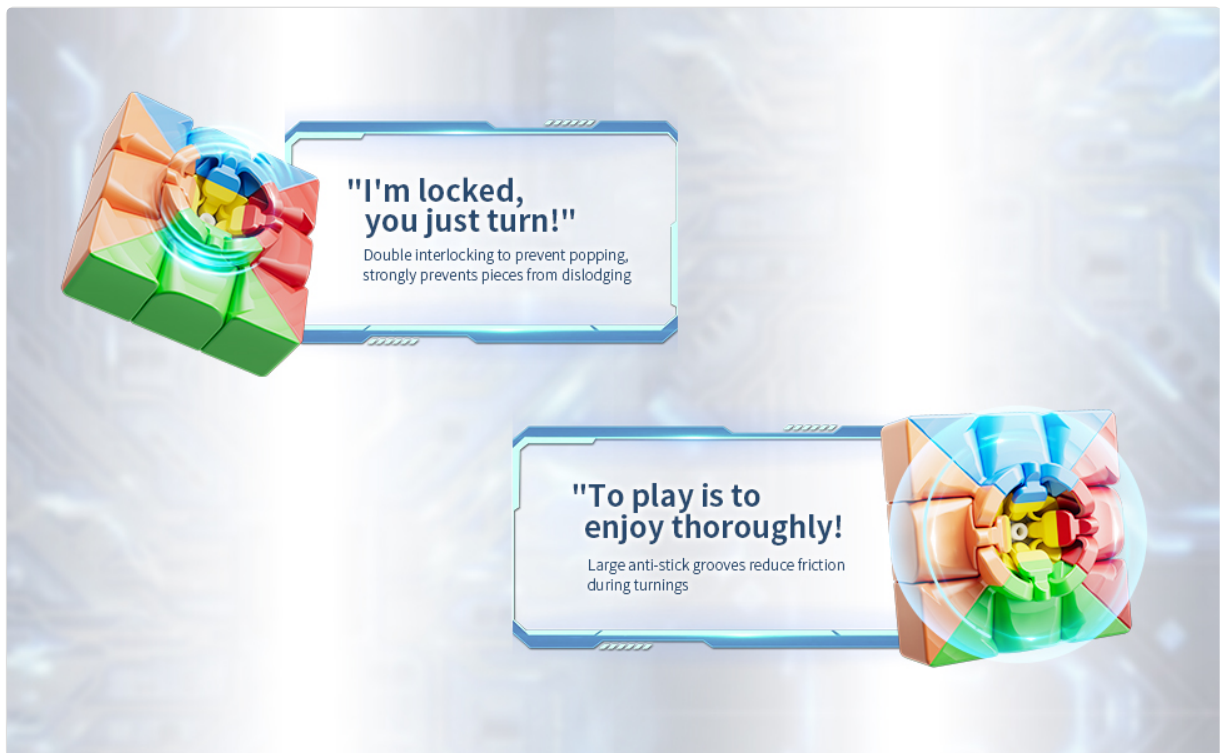 "I'm locked,
you just turn!"
Double interlocking to prevent popping,
strongly prevents pieces from dislodging
"To play is to
enjoy thoroughly!
Large anti-stick grooves reduce friction
during turnings